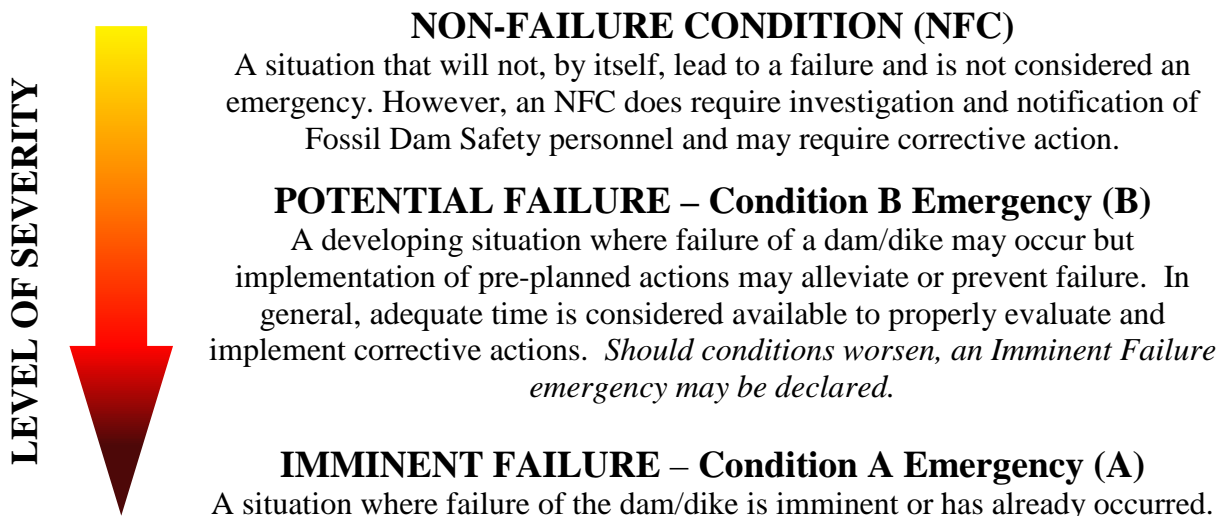 LEVEL OF SEVERITY
NON-FAILURE CONDITION (NFC)
A situation that will not, by itself, lead to a failure and is not considered an
emergency. However, an NFC does require investigation and notification of
Fossil Dam Safety personnel and may require corrective action.
POTENTIAL FAILURE – Condition B Emergency (B)
A developing situation where failure of a dam/dike may occur but
implementation of pre-planned actions may alleviate or prevent failure.  In
general, adequate time is considered available to properly evaluate and
implement corrective actions.  Should conditions worsen, an Imminent Failure
emergency may be declared.
IMMINENT FAILURE – Condition A Emergency (A)
A situation where failure of the dam/dike is imminent or has already occurred.